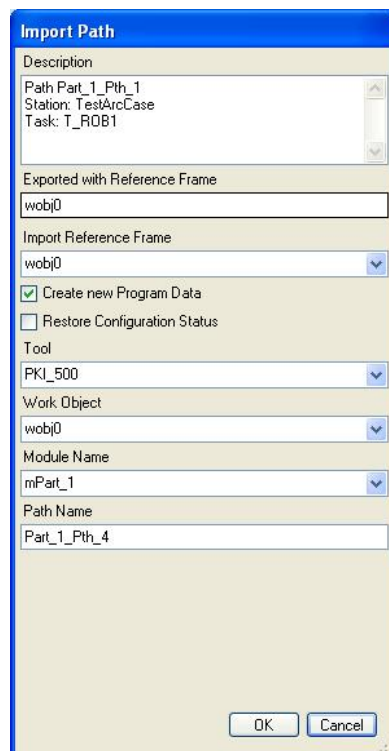 Import Path
Description
Path Part_1_Pth_1
Station: TestArcCase
Task: T_ROB1
Exported with Reference Frame
wobj0
Import Reference Frame
wobj0
Create new Program Data
Restore Configuration Status
Tool
PKI_500
Work Object
wobj0
Module Name
mPart_1
Path Name
Part_1_Pth_4
OK Cancel